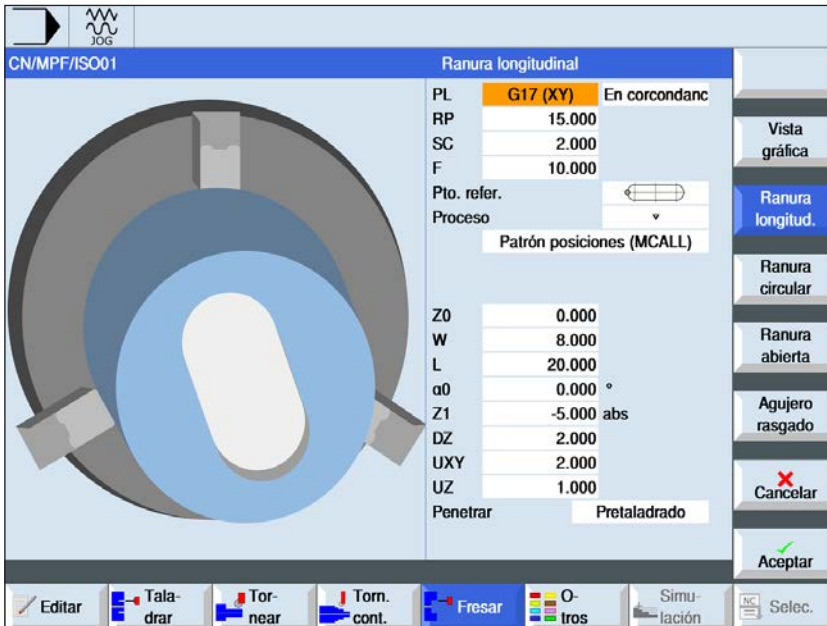 JOG
CN/MPF/ISO01
Ranura longitudinal
PL G17 (XY) En corcondanc
RP 15.000
SC 2.000
F 10.000
Pto. refer.
Proceso ▿
Patrón posiciones (MCALL)
Z0 0.000
W 8.000
L 20.000
α0 0.000 °
Z1 -5.000 abs
DZ 2.000
UXY 2.000
UZ 1.000
Penetrar Pretaladrado
Vista
gráfica
Ranura
longitud.
Ranura
circular
Ranura
abierta
Agujero
rasgado
Cancelar
Aceptar
Editar
Tala-
drar
Tor-
near
Torn.
cont.
Fresar
O-
tros
Simu-
lación
NC
Selec.